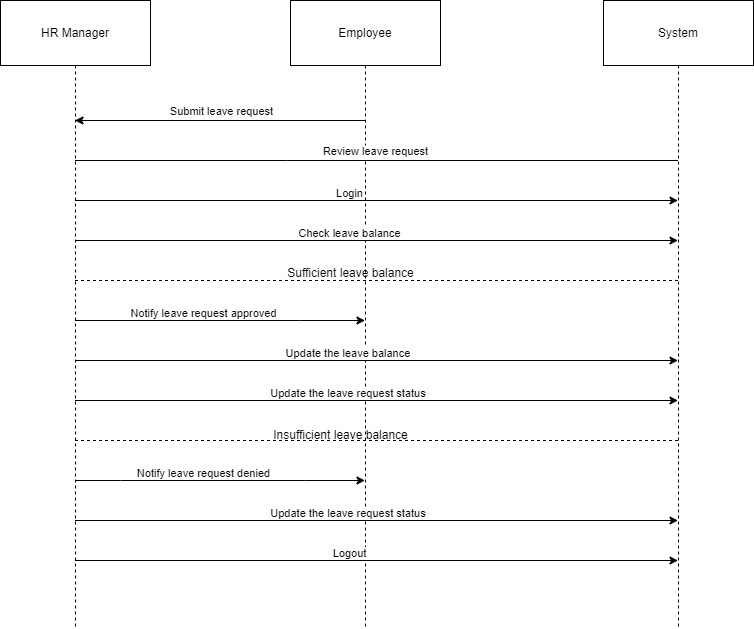 HR Manager
Employee
System
Submit leave request
Review leave request
Login
Check leave balance
Sufficient leave balance
Notify leave request approved
Update the leave balance
Update the leave request status
Insufficient leave balance
Notify leave request denied
Update the leave request status
Logout